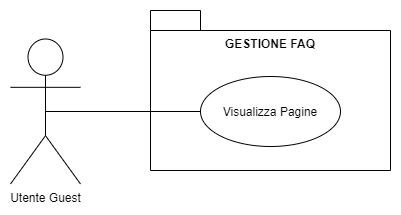 GESTIONE FAQ
Visualizza Pagine
Utente Guest